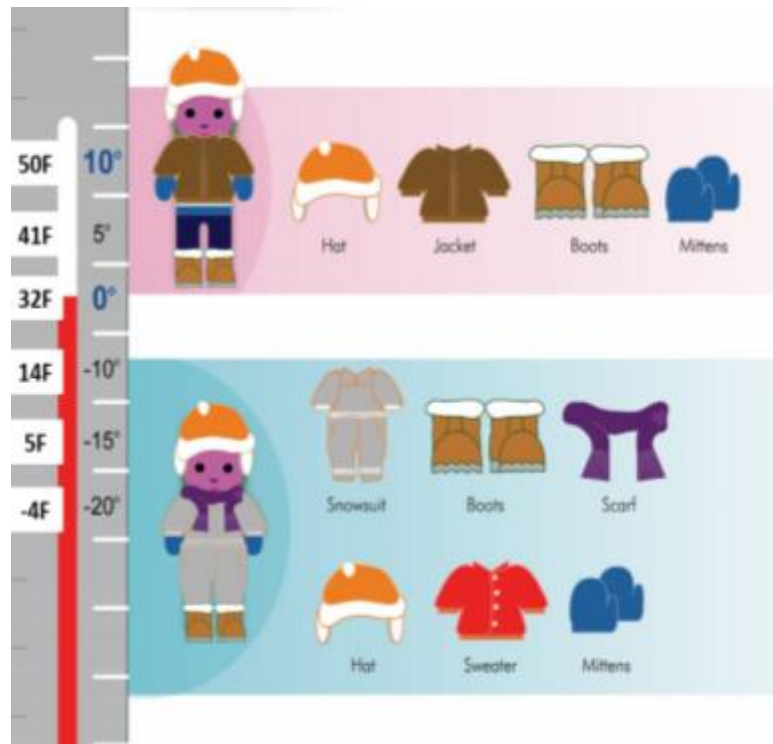 50F 10°
41F 5°
32F 0°
14F -10°
5F -15°
-4F -20°
Hat Jacket Boots Mittens
Snowsuit Boots Scarf
Hat Sweater Mittens